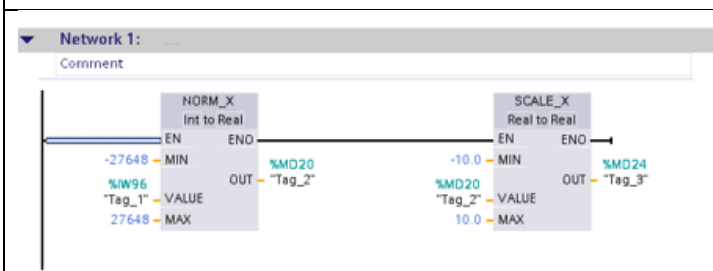 Network 1: .....
Comment
NORM_X
Int to Real
EN ENO
-27648 MIN
%MD20
OUT "Tag_2"
%IW96
"Tag_1" VALUE
27648 MAX
SCALE_X
Real to Real
EN ENO
-10.0 MIN
%MD24
OUT "Tag_3"
%MD20
"Tag_2" VALUE
10.0 MAX